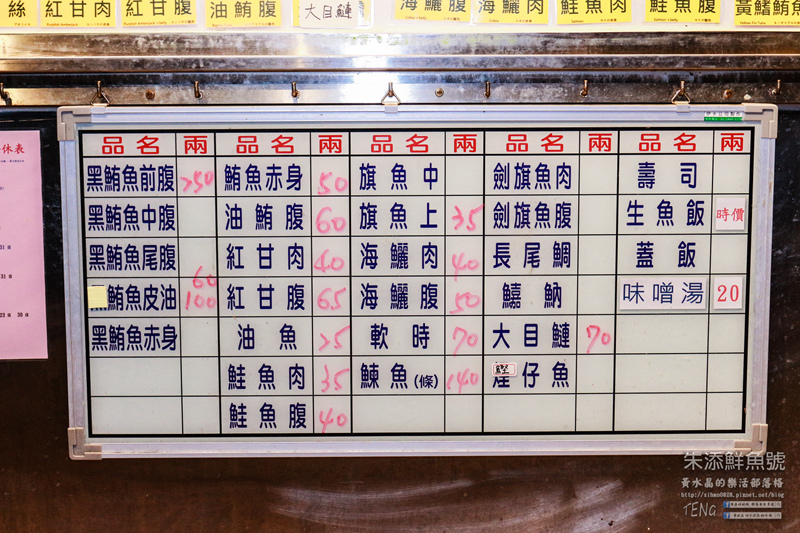 絲 紅甘肉 紅甘腹 油鮪腹 大目鰱 海鱺腹 海鱺肉 鮭魚肉 鮭魚腹 黃鰭鮪魚
休表
品名 兩 品名 兩 品名 兩 品名 兩 品名 兩
黑鮪魚前腹 250 鮪魚赤身 50 旗魚中 劍旗魚肉 壽司
黑鮪魚中腹 油鮪腹 60 旗魚上 35 劍旗魚腹 生魚飯 時價
黑鮪魚尾腹 60 紅甘肉 40 海鱺肉 40 長尾鯛 蓋飯
鮪魚皮油 100 紅甘腹 65 海鱺腹 50 鱚魶 味噌湯 20
黑鮪魚赤身 油魚 25 軟時 70 大目鰱 70
鮭魚肉 35 鰊魚(條) 140 仔魚
鮭魚腹 40
朱添鮮魚號
黃水晶的樂活部落格
http://sihan0828.pixnet.net/blog
TENG